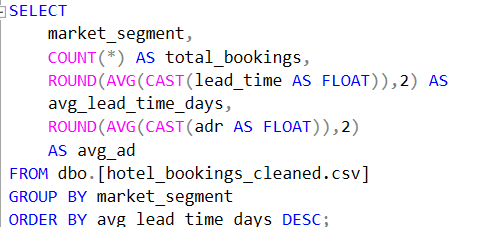 SELECT
market_segment,
COUNT(*) AS total_bookings,
ROUND(AVG(CAST(lead_time AS FLOAT)),2) AS
avg_lead_time_days,
ROUND(AVG(CAST(adr AS FLOAT)),2)
AS avg_ad
FROM dbo.[hotel_bookings_cleaned.csv]
GROUP BY market_segment
ORDER BY avg_lead_time_days DESC;